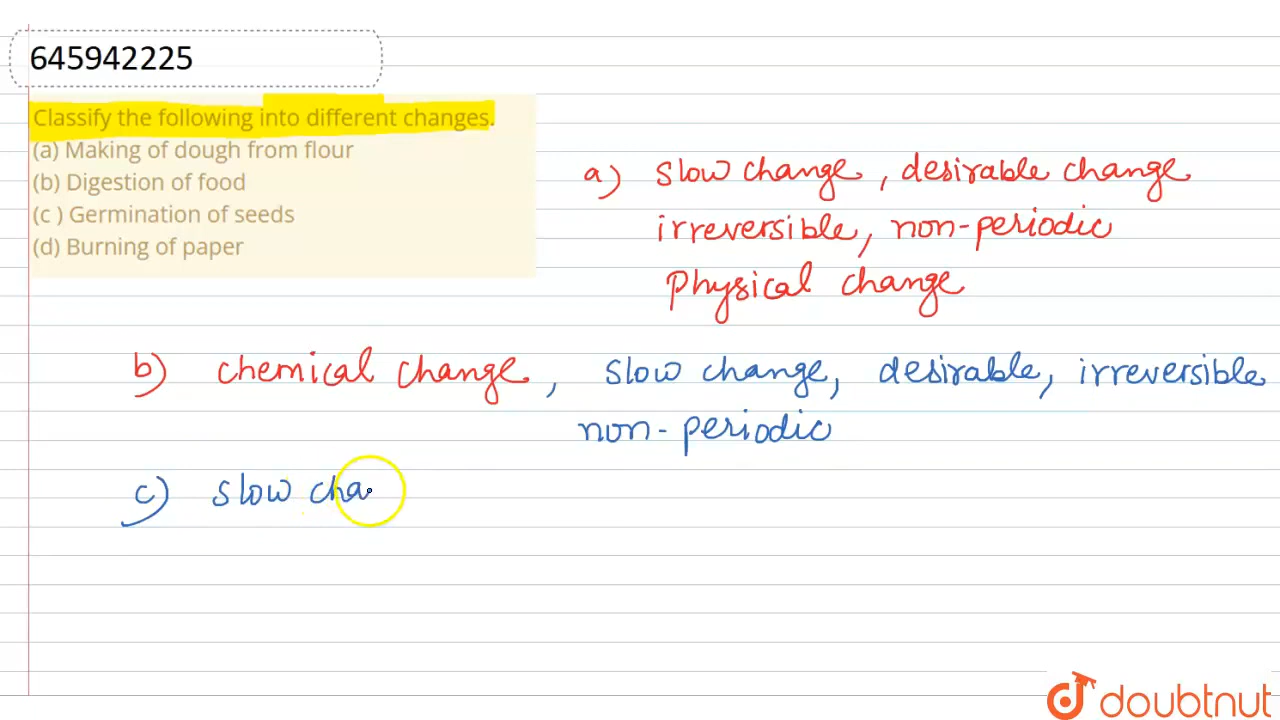 645942225
Classify the following into different changes.
(a) Making of dough from flour
(b) Digestion of food
(c ) Germination of seeds
(d) Burning of paper
a) slow change, desirable change
irreversible, non-periodic
Physical change
b) chemical change, slow change, desirable, irreversible
non-periodic
c) slow cha
doubtnut